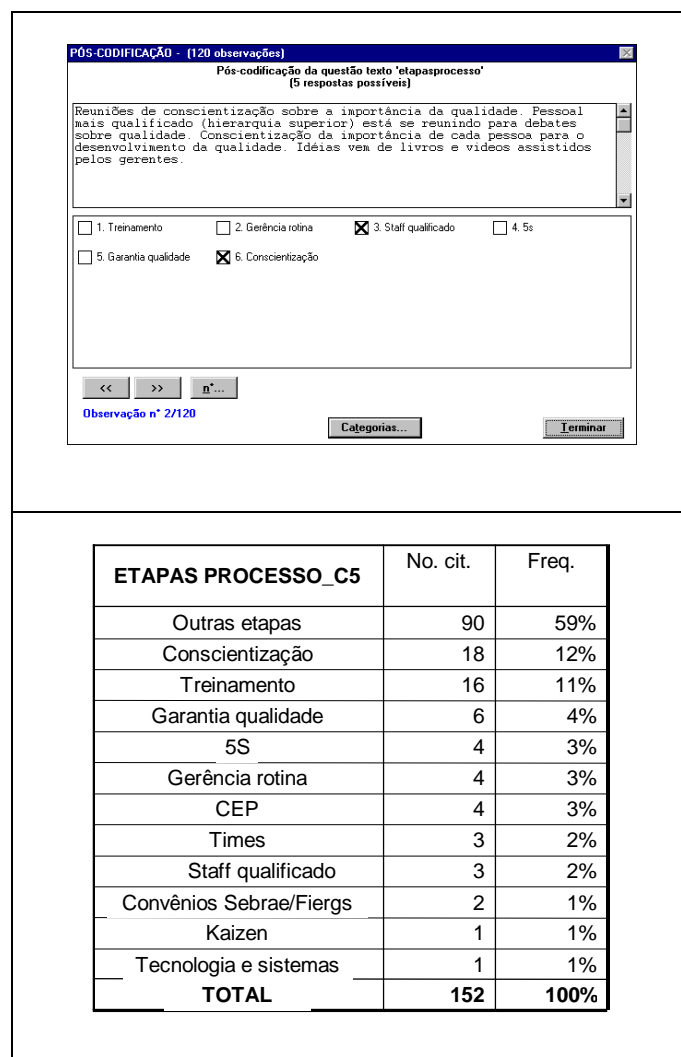 PÓS-CODIFICAÇÃO - (120 observações)
Pós-codificação da questão texto 'etapasprocesso'
(5 respostas possíveis)
Reuniões de conscientização sobre a importância da qualidade. Pessoal
mais qualificado (hierarquia superior) está se reunindo para debates
sobre qualidade. Conscientização da importância de cada pessoa para o
desenvolvimento da qualidade. Idéias vem de livros e videos assistidos
pelos gerentes.
1. Treinamento 2. Gerência rotina 3. Staff qualificado 4. 5s
5. Garantia qualidade 6. Conscientização
<< >> n°...
Observação n° 2/120
Categorias... Terminar
ETAPAS PROCESSO_C5 No. cit. Freq.
Outras etapas 90 59%
Conscientização 18 12%
Treinamento 16 11%
Garantia qualidade 6 4%
5S 4 3%
Gerência rotina 4 3%
CEP 4 3%
Times 3 2%
Staff qualificado 3 2%
Convênios Sebrae/Fiergs 2 1%
Kaizen 1 1%
Tecnologia e sistemas 1 1%
TOTAL 152 100%